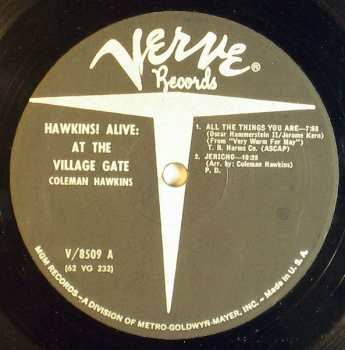 Verve
Records®
HAWKINS! ALIVE:
AT THE
VILLAGE GATE
COLEMAN HAWKINS
V/8509 A
(62 VG 232)
1. ALL THE THINGS YOU ARE—7:58
(Oscar Hammerstein II/Jerome Kern)
(From "Very Warm For May")
T. B. Harms Co. (ASCAP)
2. JERICHO—10:28
(Arr. by: Coleman Hawkins)
P. D.
MGM RECORDS—A DIVISION OF METRO-GOLDWYN-MAYER, INC.—Made in U. S. A.